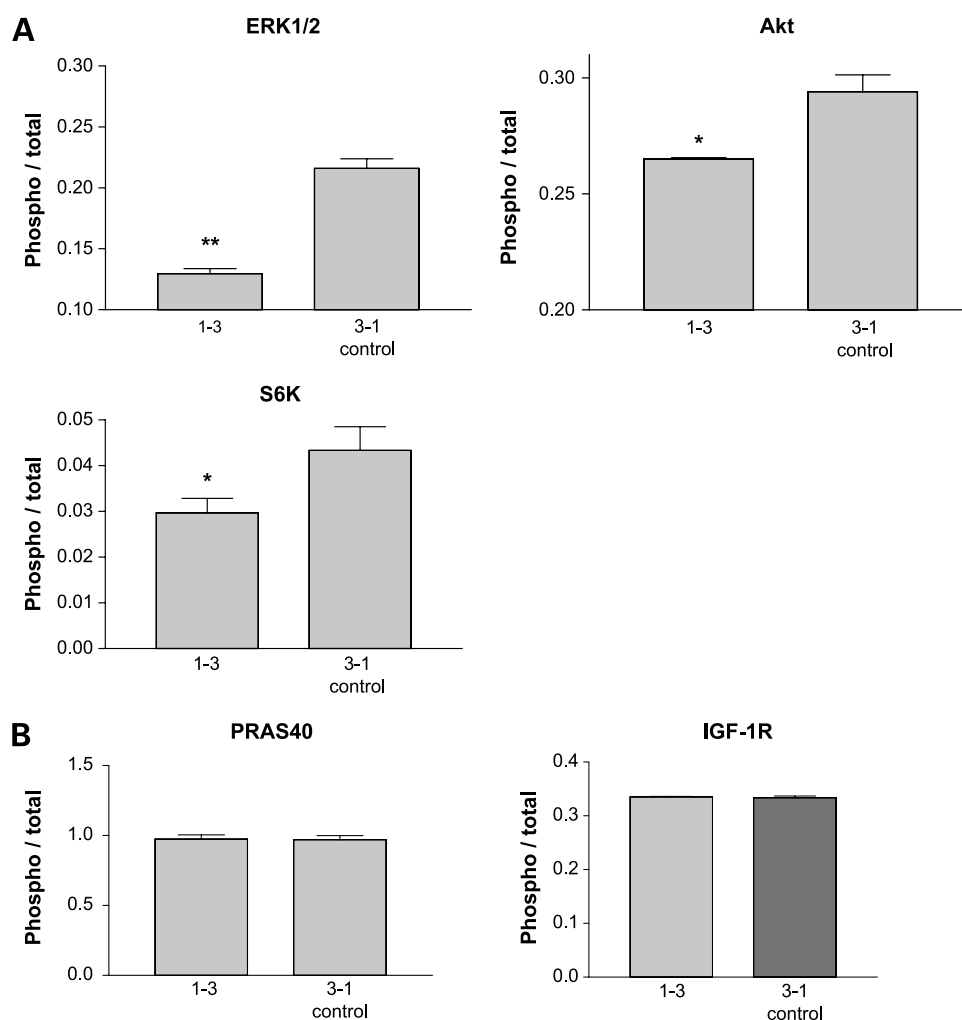 A
ERK1/2
Phospho / total
0.30
0.25
0.20
0.15
0.10
**
1-3
3-1
control
Akt
Phospho / total
0.30
0.25
0.20
*
1-3
3-1
control
S6K
Phospho / total
0.05
0.04
0.03
0.02
0.01
0.00
*
1-3
3-1
control
B
PRAS40
Phospho / total
1.5
1.0
0.5
0.0
1-3
3-1
control
IGF-1R
Phospho / total
0.4
0.3
0.2
0.1
0.0
1-3
3-1
control